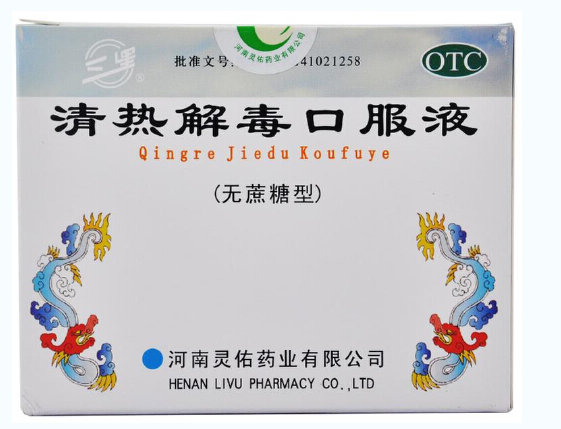 河南灵佑药业有限公司
三黑®
批准文号: 41021258
OTC
清热解毒口服液
Qingre Jiedu Koufuye
(无蔗糖型)
河南灵佑药业有限公司
HENAN LIVU PHARMACY CO.,LTD